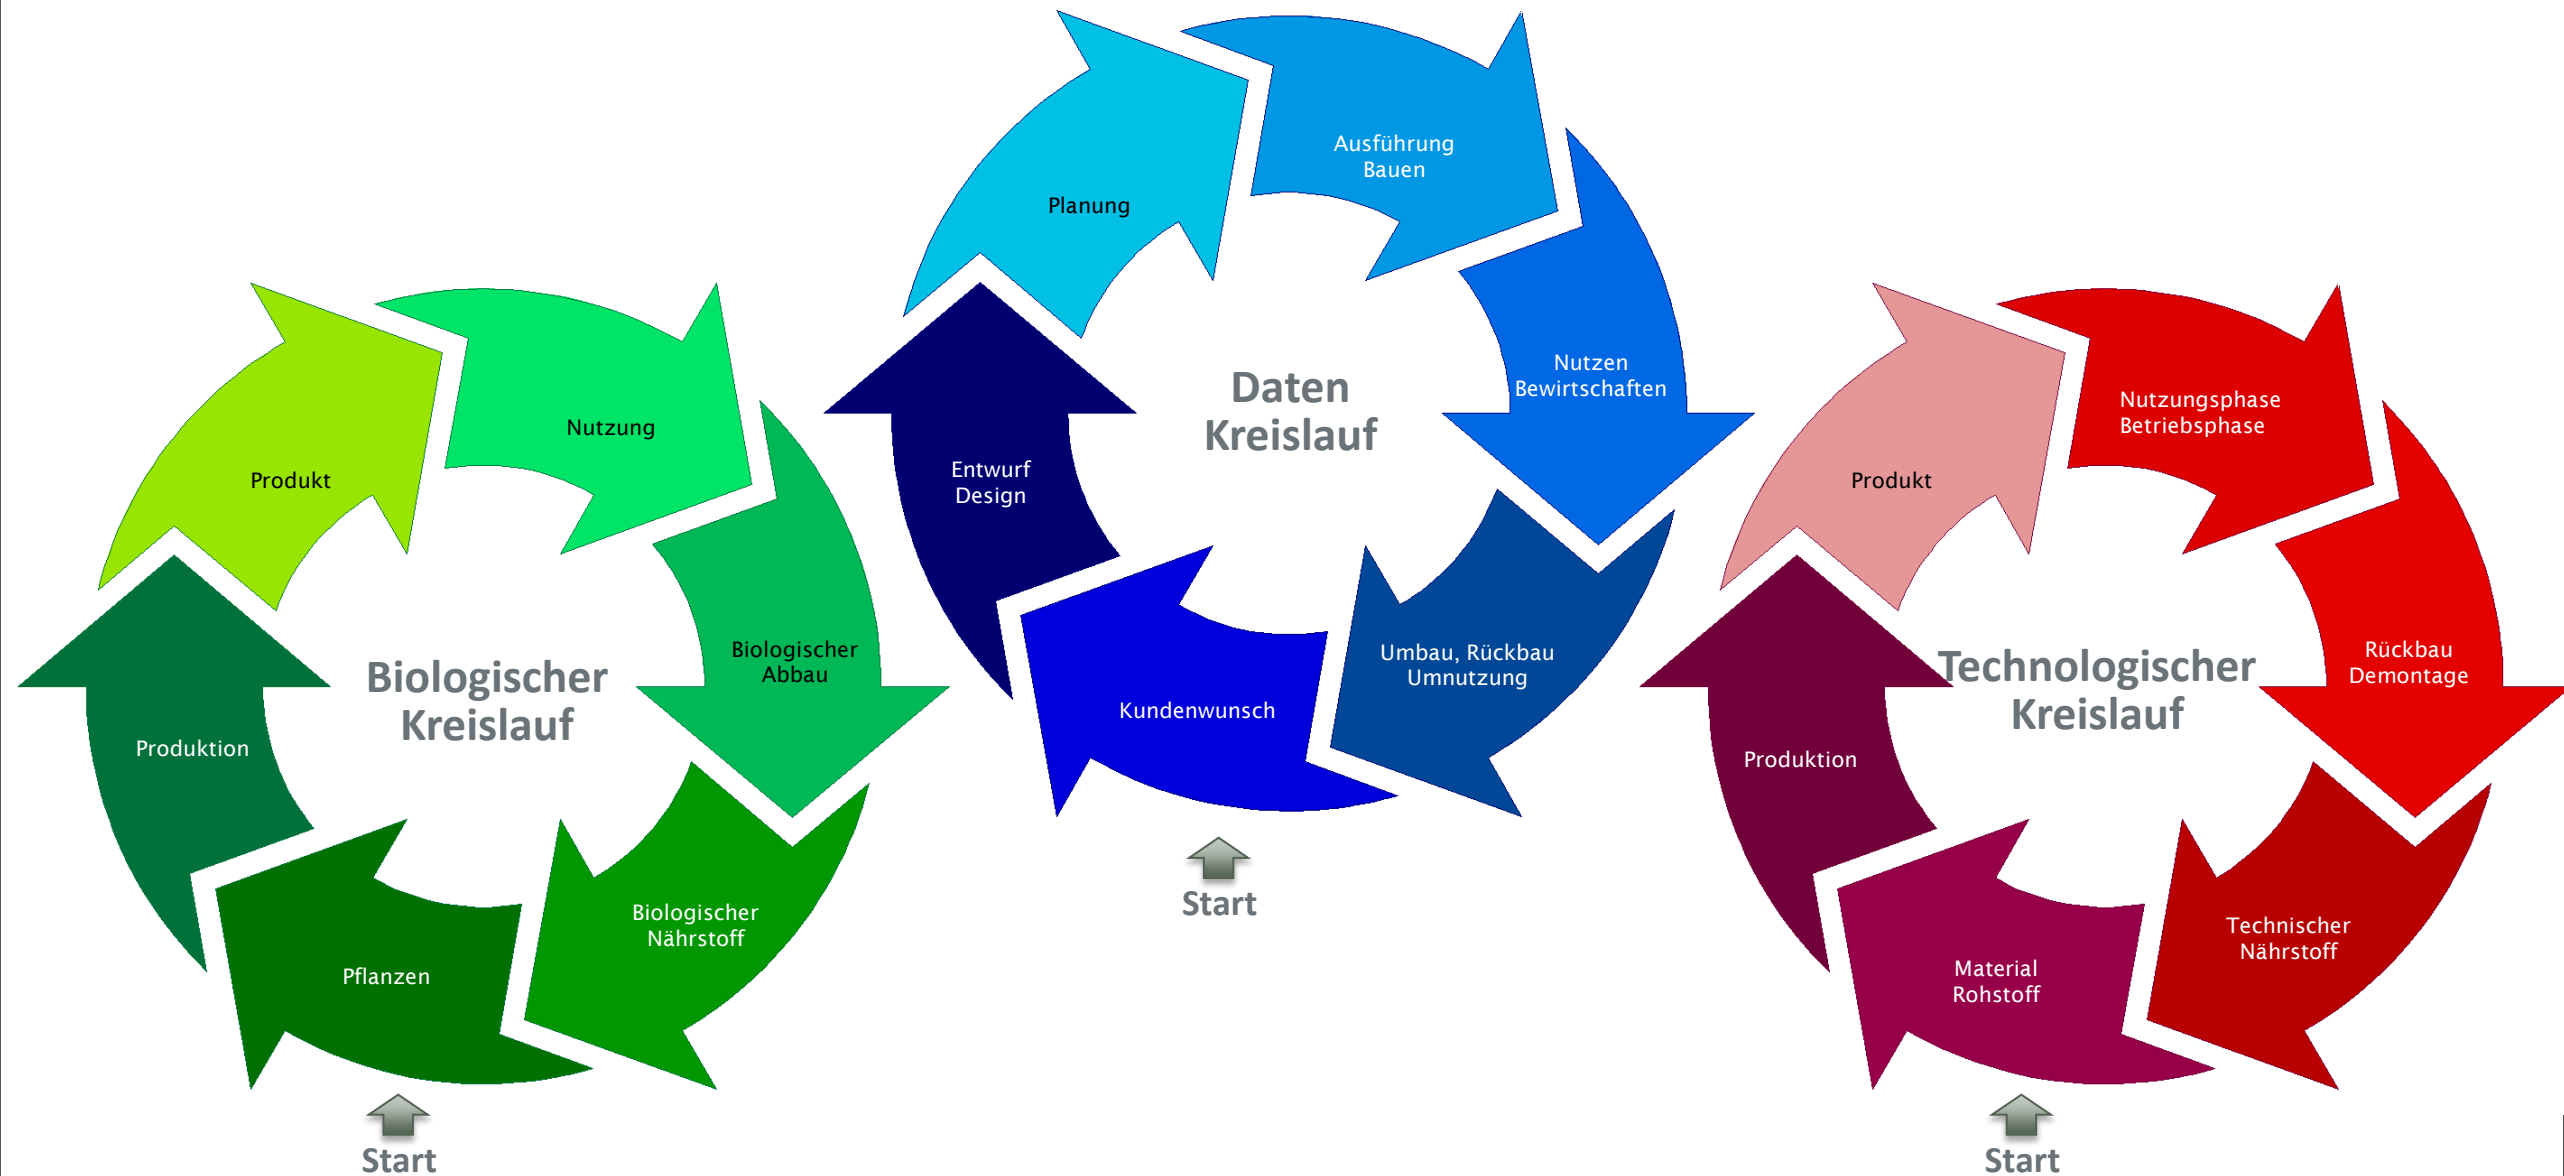 Biologischer
Kreislauf
Pflanzen
Produktion
Produkt
Nutzung
Biologischer
Abbau
Biologischer
Nährstoff
Start
Daten
Kreislauf
Kundenwunsch
Entwurf
Design
Planung
Ausführung
Bauen
Nutzen
Bewirtschaften
Umbau, Rückbau
Umnutzung
Start
Technologischer
Kreislauf
Material
Rohstoff
Produktion
Produkt
Nutzungsphase
Betriebsphase
Rückbau
Demontage
Technischer
Nährstoff
Start